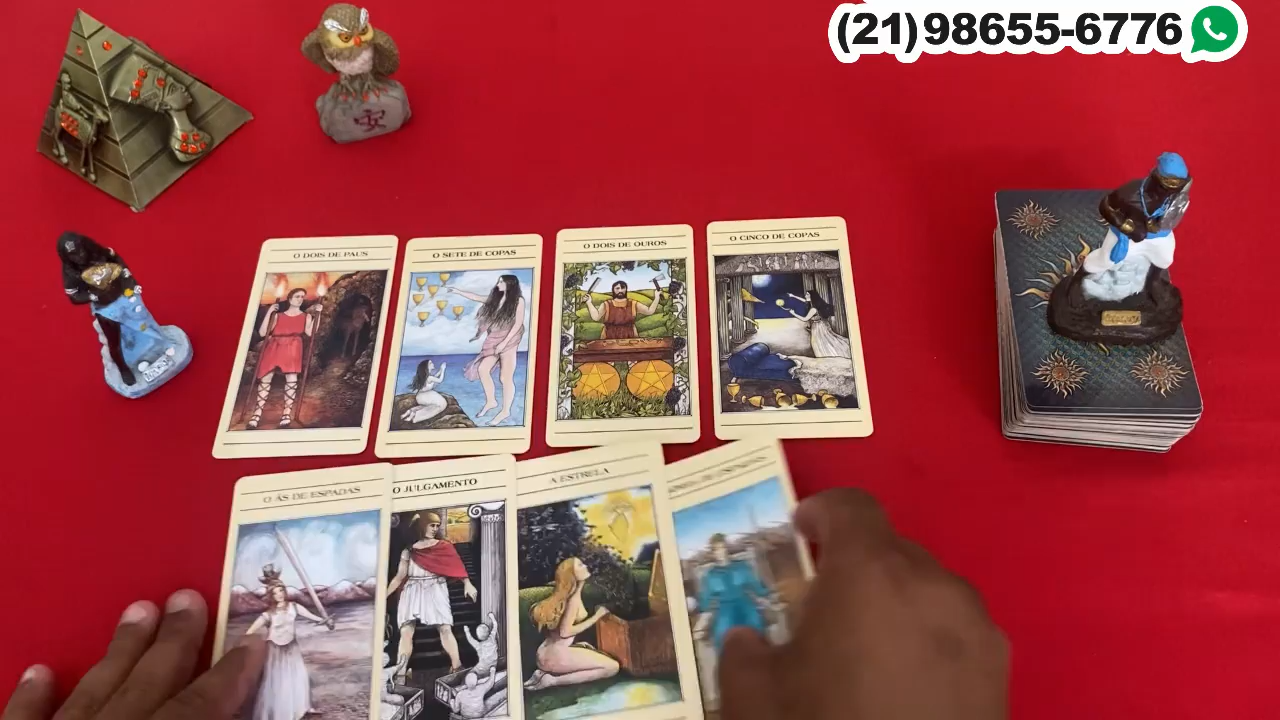 (21)98655-6776
安
O DOIS DE PAUS
O SETE DE COPAS
O DOIS DE OUROS
O CINCO DE COPAS
O ÁS DE ESPADAS
O JULGAMENTO
A ESTRELA